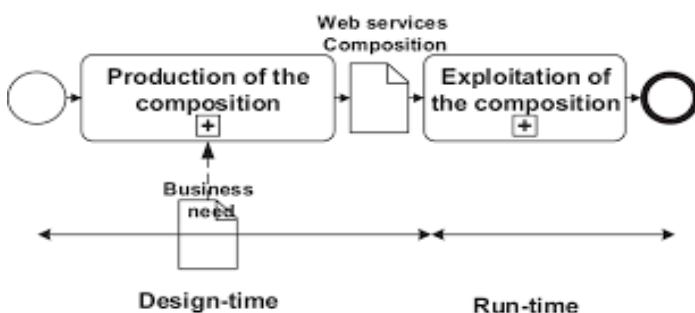 Web services
Composition
Production of the
composition
+
Exploitation of
the composition
+
Business
need
Design-time
Run-time